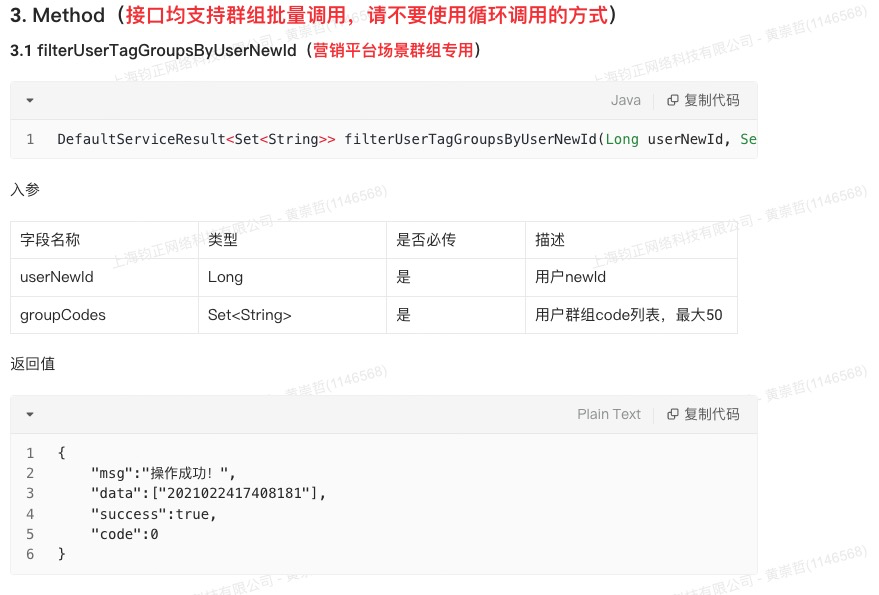 3. Method（接口均支持群组批量调用，请不要使用循环调用的方式）
3.1 filterUserTagGroupsByUserNewId（营销平台场景群组专用）
Java 复制代码
1 DefaultServiceResult<Set<String>> filterUserTagGroupsByUserNewId(Long userNewId, Se
入参
字段名称 类型 是否必传 描述
userNewId Long 是 用户newId
groupCodes Set<String> 是 用户群组code列表，最大50
返回值
Plain Text 复制代码
1 {
2 "msg":"操作成功！",
3 "data":["2021022417408181"],
4 "success":true,
5 "code":0
6 }
上海钧正网络科技有限公司 - 黄崇哲(1146568)